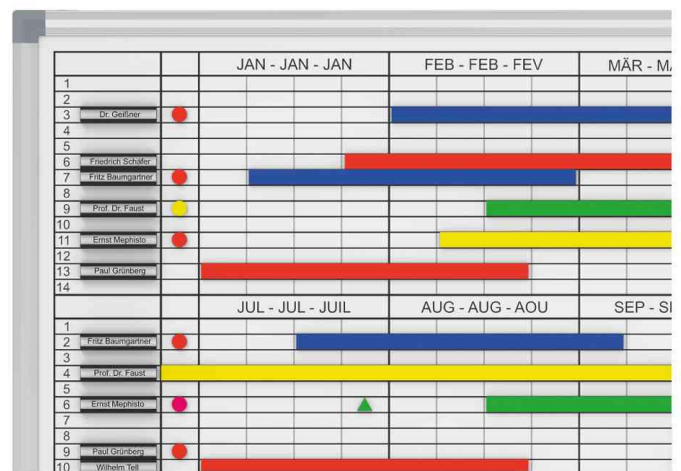 JAN - JAN - JAN FEB - FEB - FEV MÄR - M
1
2
3 Dr. Geißner
4
5
6 Friedrich Schäfer
7 Fritz Baumgartner
8
9 Prof. Dr. Faust
10
11 Ernst Mephisto
12
13 Paul Grünberg
14
JUL - JUL - JUIL AUG - AUG - AOU SEP - S
1
2 Fritz Baumgartner
3
4 Prof. Dr. Faust
5
6 Ernst Mephisto
7
8
9 Paul Grünberg
10 Wilhelm Tell